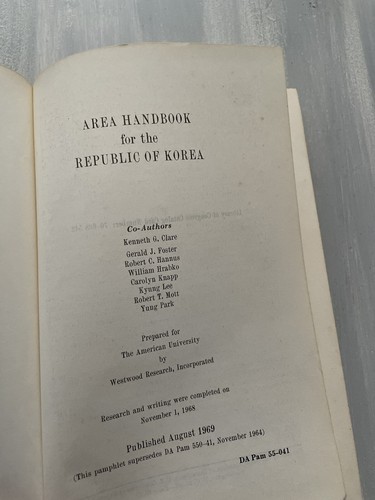 AREA HANDBOOK
for the
REPUBLIC OF KOREA
Co-Authors
Kenneth G. Clare
Gerald J. Foster
Robert C. Hannus
William Hrabko
Carolyn Knapp
Kyung Lee
Robert T. Mott
Yung Park
Prepared for
The American University
by
Westwood Research, Incorporated
Research and writing were completed on
November 1, 1968
Published August 1969
(This pamphlet supersedes DA Pam 550-41, November 1964)
DA Pam 55-041